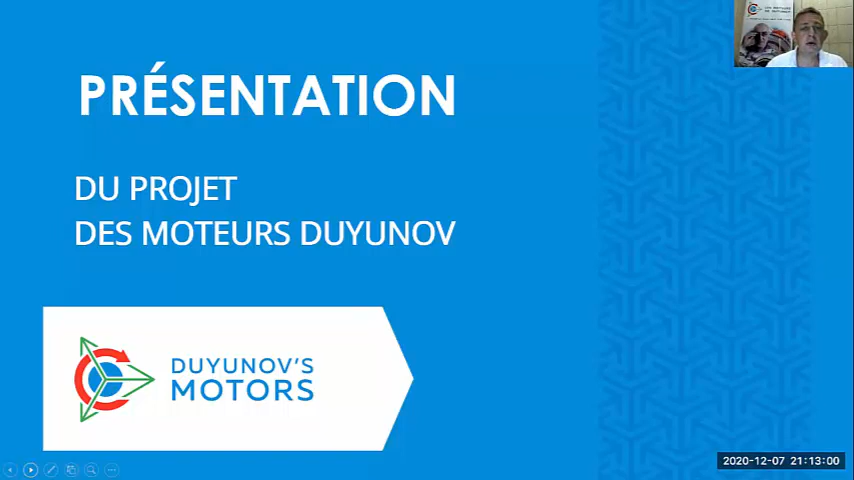 PRÉSENTATION
DU PROJET
DES MOTEURS DUYUNOV
DUYUNOV'S
MOTORS
2020-12-07 21:13:00